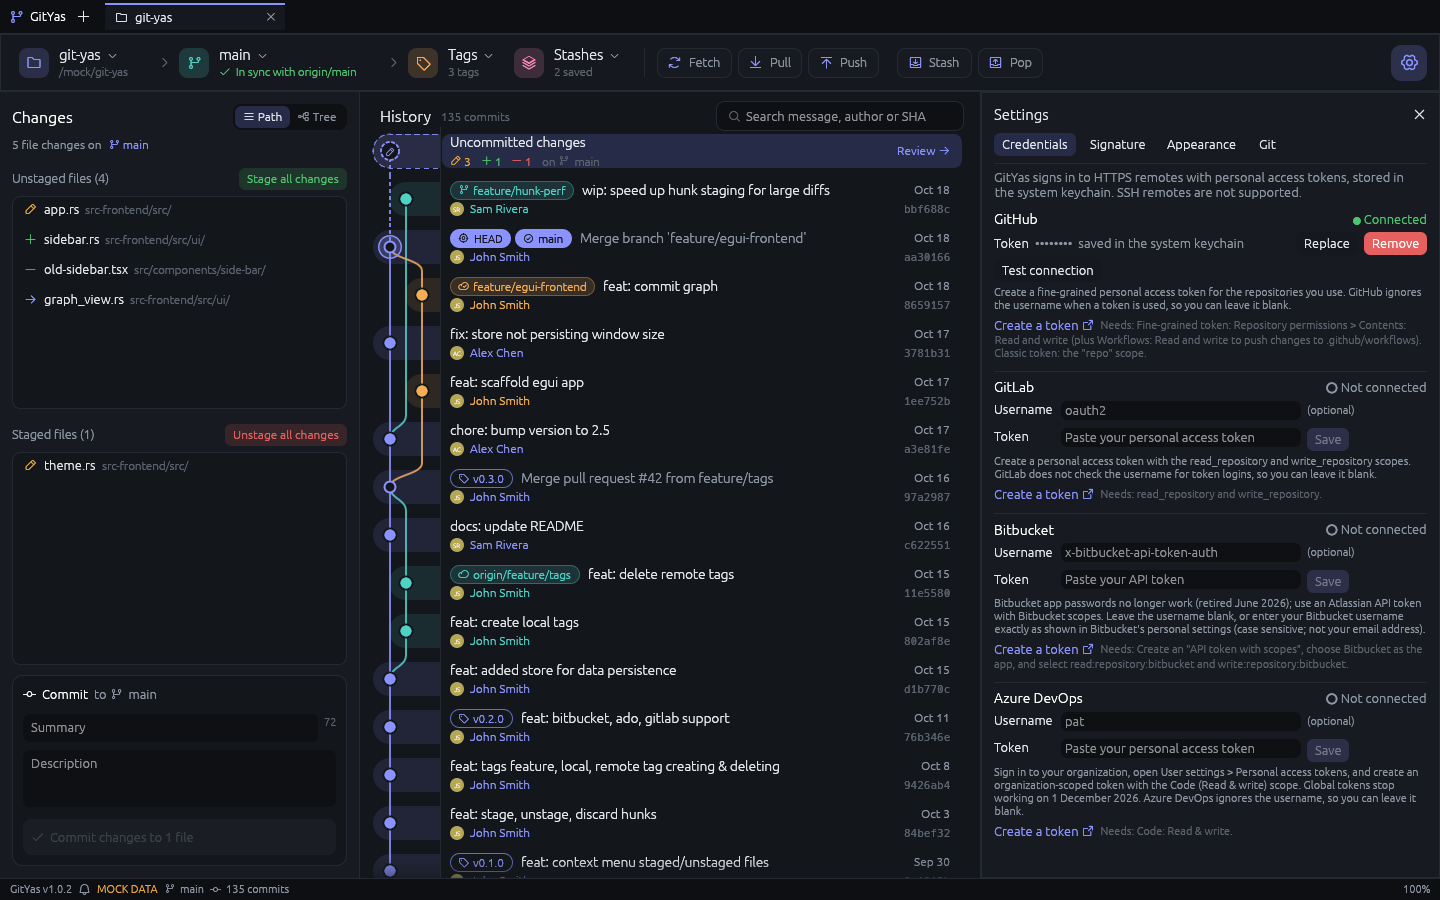 GitYas
git-yas
git-yas
/mock/git-yas
main
In sync with origin/main
Tags
3 tags
Stashes
2 saved
Fetch
Pull
Push
Stash
Pop
Changes
Path
Tree
5 file changes on main
Unstaged files (4)
Stage all changes
app.rs src-frontend/src/
sidebar.rs src-frontend/src/ui/
old-sidebar.tsx src/components/side-bar/
graph_view.rs src-frontend/src/ui/
Staged files (1)
Unstage all changes
theme.rs src-frontend/src/
Commit to main
Summary
72
Description
Commit changes to 1 file
History 135 commits
Search message, author or SHA
Uncommitted changes
3 1 1 on main
Review
feature/hunk-perf wip: speed up hunk staging for large diffs Oct 18
SR Sam Rivera bbf688c
HEAD main Merge branch 'feature/egui-frontend' Oct 18
JS John Smith aa30166
feature/egui-frontend feat: commit graph Oct 18
JS John Smith 8659157
fix: store not persisting window size Oct 17
AC Alex Chen 3781b31
feat: scaffold egui app Oct 17
JS John Smith 1ee752b
chore: bump version to 2.5 Oct 17
AC Alex Chen a3e81fe
v0.3.0 Merge pull request #42 from feature/tags Oct 16
JS John Smith 97a2987
docs: update README Oct 16
SR Sam Rivera c622551
origin/feature/tags feat: delete remote tags Oct 15
JS John Smith 11e5580
feat: create local tags Oct 15
JS John Smith 802af8e
feat: added store for data persistence Oct 15
JS John Smith d1b770c
v0.2.0 feat: bitbucket, ado, gitlab support Oct 11
JS John Smith 76b346e
feat: tags feature, local, remote tag creating & deleting Oct 8
JS John Smith 9426ab4
feat: stage, unstage, discard hunks Oct 3
JS John Smith 84bef32
v0.1.0 feat: context menu staged/unstaged files Sep 30
Settings
Credentials
Signature
Appearance
Git
GitYas signs in to HTTPS remotes with personal access tokens, stored in
the system keychain. SSH remotes are not supported.
GitHub
Connected
Token •••••••• saved in the system keychain
Replace
Remove
Test connection
Create a fine-grained personal access token for the repositories you use. GitHub ignores
the username when a token is used, so you can leave it blank.
Create a token Needs: Fine-grained token: Repository permissions > Contents:
Read and write (plus Workflows: Read and write to push changes to .github/workflows).
Classic token: the "repo" scope.
GitLab
Not connected
Username oauth2 (optional)
Token Paste your personal access token Save
Create a personal access token with the read_repository and write_repository scopes.
GitLab does not check the username for token logins, so you can leave it blank.
Create a token Needs: read_repository and write_repository.
Bitbucket
Not connected
Username x-bitbucket-api-token-auth (optional)
Token Paste your API token Save
Bitbucket app passwords no longer work (retired June 2026); use an Atlassian API token
with Bitbucket scopes. Leave the username blank, or enter your Bitbucket username
exactly as shown in Bitbucket's personal settings (case sensitive; not your email address).
Create a token Needs: Create an "API token with scopes", choose Bitbucket as the
app, and select read:repository:bitbucket and write:repository:bitbucket.
Azure DevOps
Not connected
Username pat (optional)
Token Paste your personal access token Save
Sign in to your organization, open User settings > Personal access tokens, and create an
organization-scoped token with the Code (Read & write) scope. Global tokens stop
working on 1 December 2026. Azure DevOps ignores the username, so you can leave it
blank.
Create a token Needs: Code: Read & write.
GitYas v1.0.2 MOCK DATA main 135 commits
100%